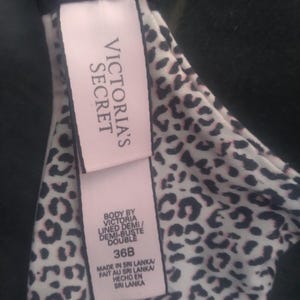 VICTORIA'S
SECRET
BODY BY
VICTORIA
LINED DEMI /
DEMI-BUSTE
DOUBLÉ
36B
MADE IN SRI LANKA/
FAIT AU SRI LANKA/
HECHO EN
SRI LANKA